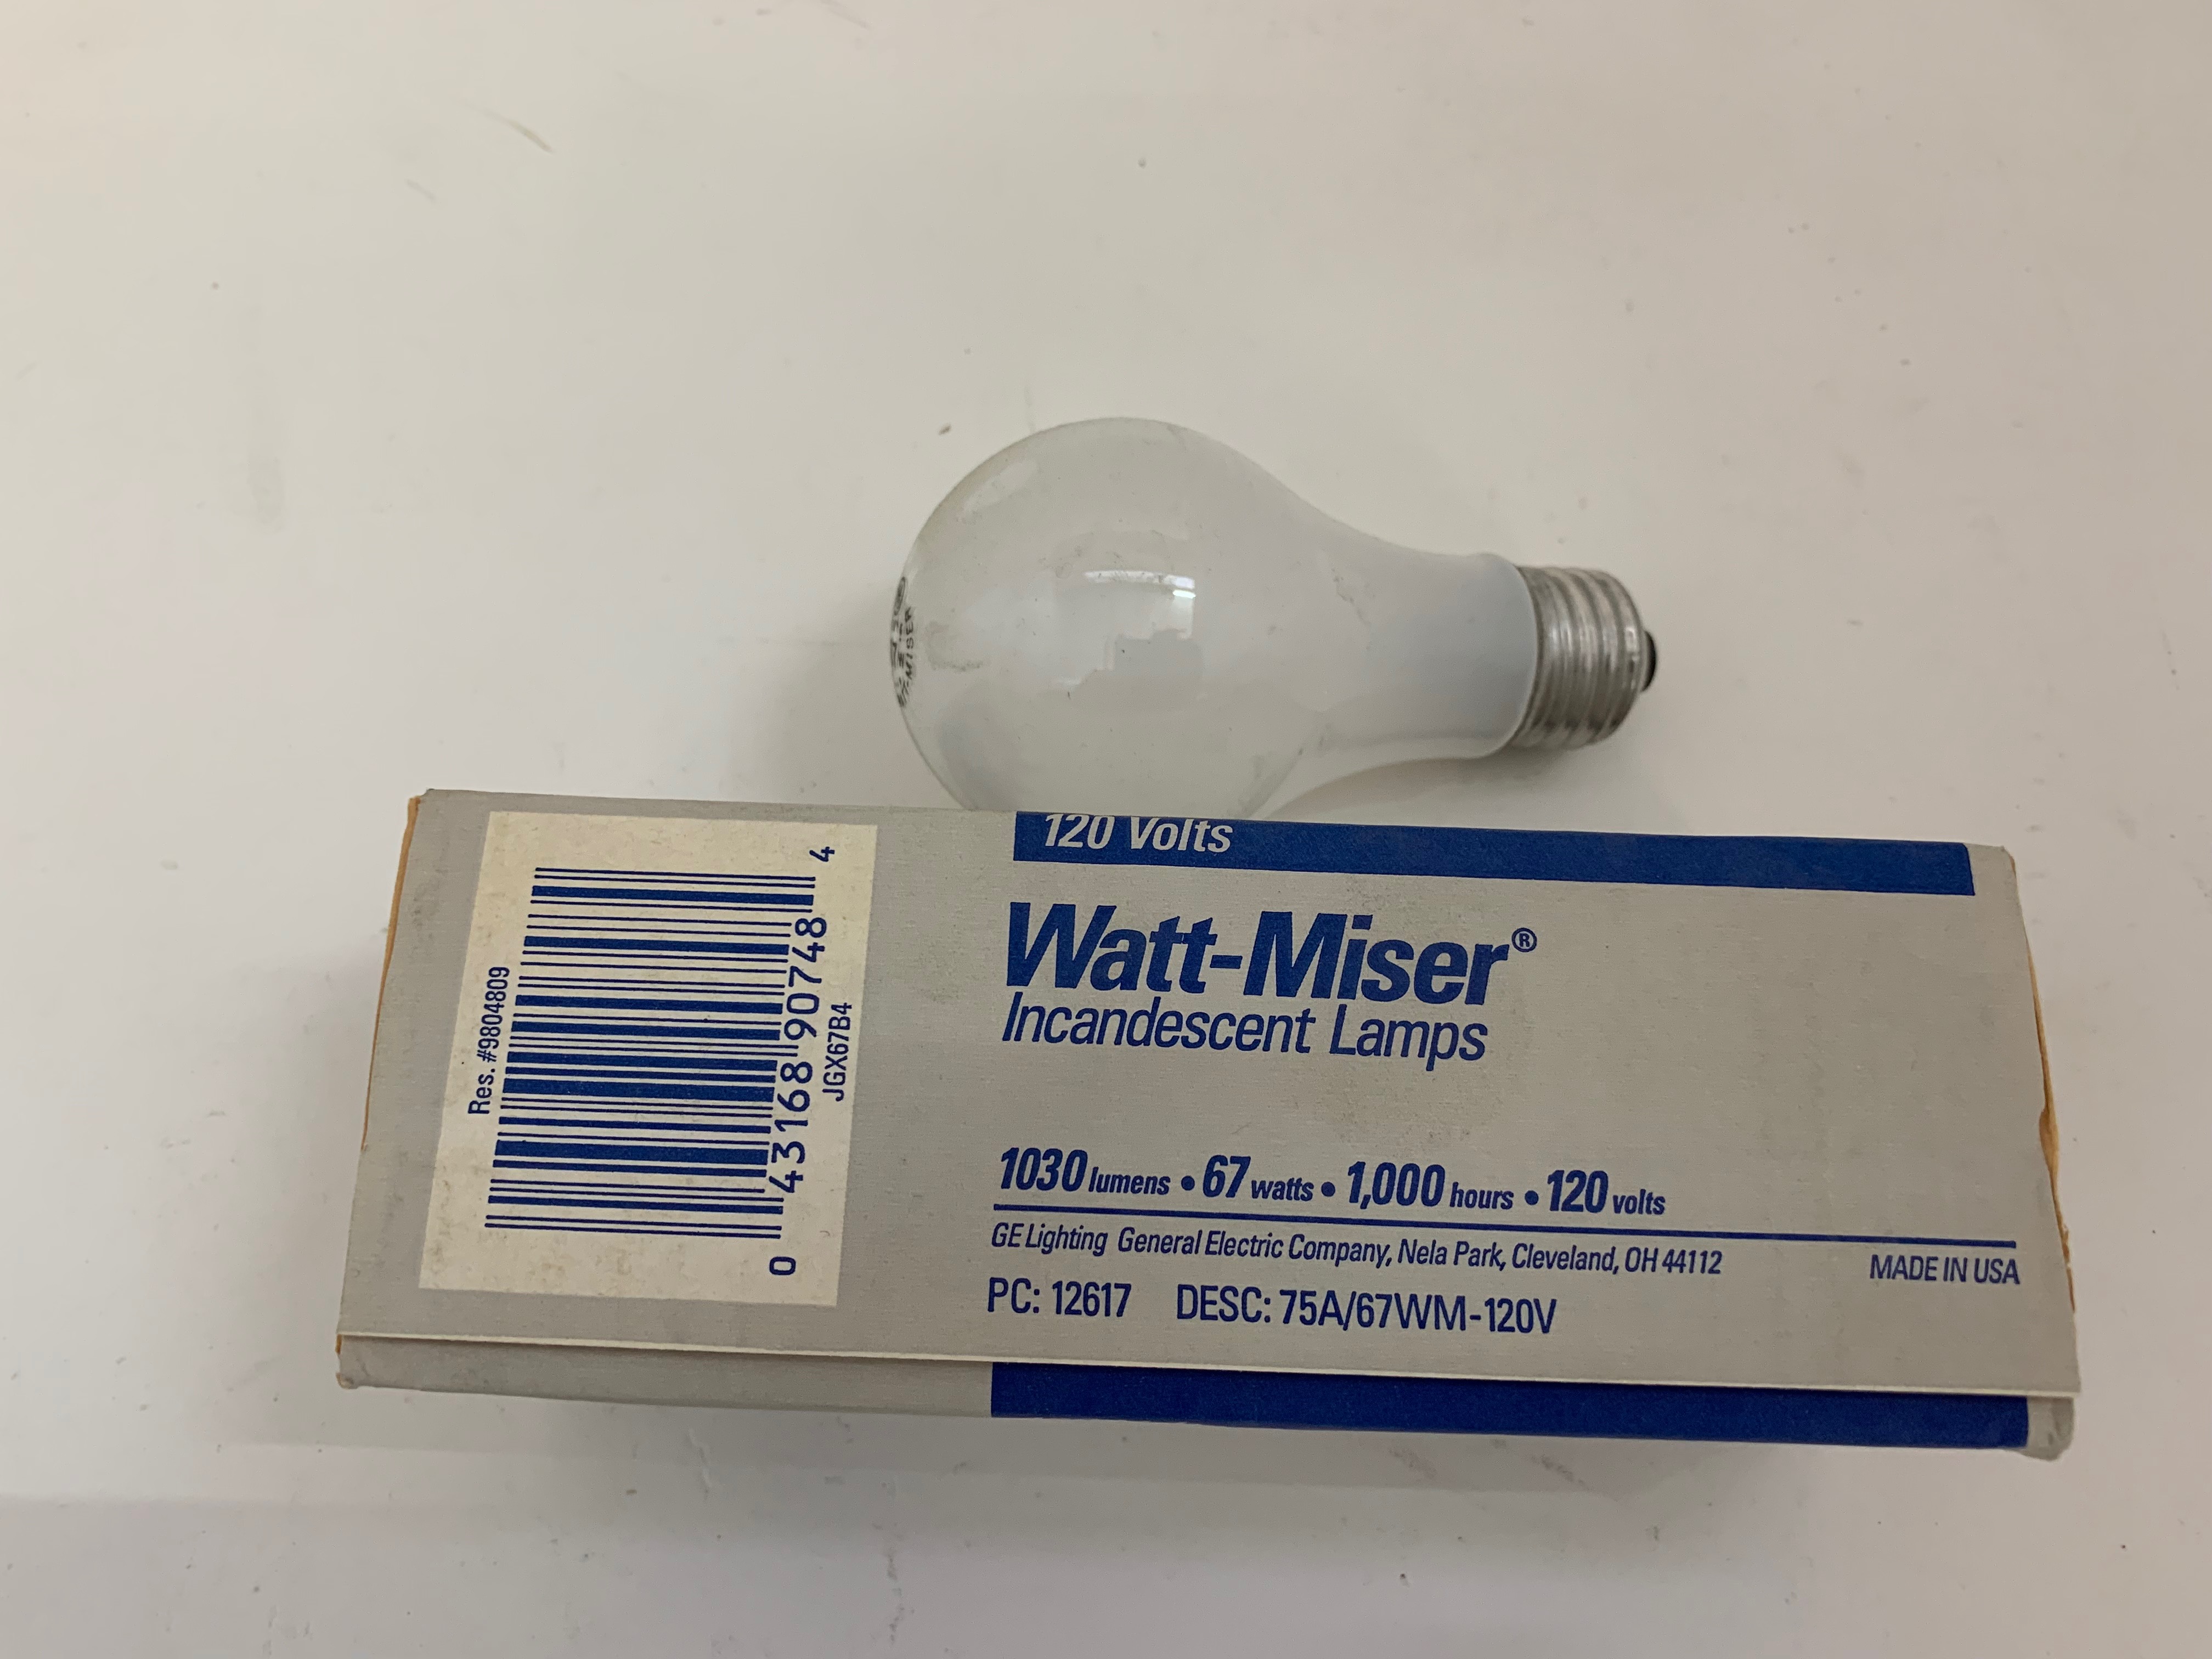 MISER
120 Volts
Watt-Miser®
Incandescent Lamps
1030 lumens • 67 watts • 1,000 hours • 120 volts
GE Lighting General Electric Company, Nela Park, Cleveland, OH 44112
MADE IN USA
PC: 12617 DESC: 75A/67WM-120V
Res. #9804809
0 43168 90748 4
JGX67B4